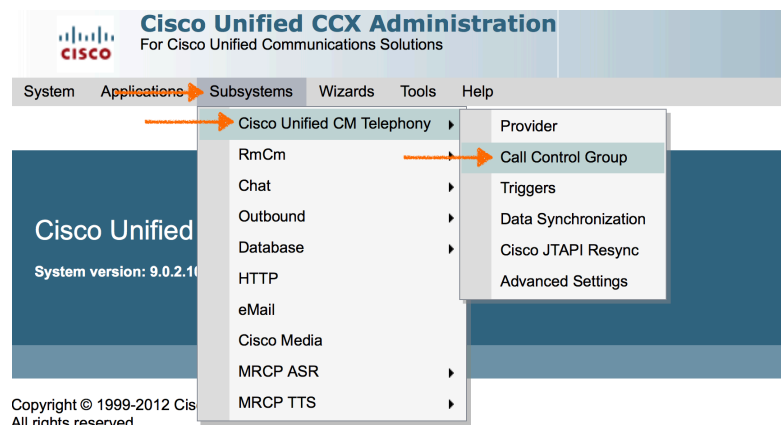 Cisco Unified CCX Administration
For Cisco Unified Communications Solutions
CISCO
System Applications Subsystems Wizards Tools Help
Cisco Unified CM Telephony
Provider
RmCm
Call Control Group
Chat
Triggers
Outbound
Data Synchronization
Database
Cisco JTAPI Resync
HTTP
Advanced Settings
eMail
Cisco Media
MRCP ASR
MRCP TTS
Cisco Unified
System version: 9.0.2.1
Copyright © 1999-2012 Cis
All rights reserved